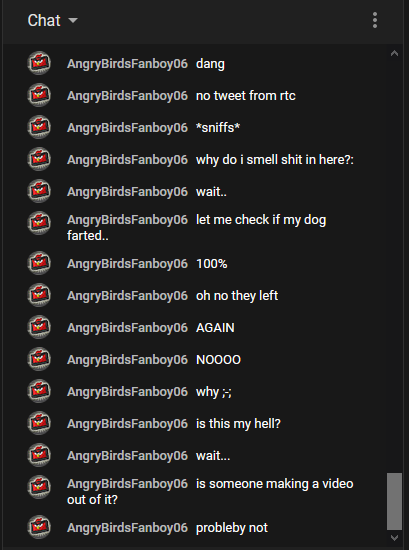 Chat
AngryBirdsFanboy06 dang
AngryBirdsFanboy06 no tweet from rtc
AngryBirdsFanboy06 *sniffs*
AngryBirdsFanboy06 why do i smell shit in here?:
AngryBirdsFanboy06 wait..
AngryBirdsFanboy06 let me check if my dog
farted..
AngryBirdsFanboy06 100%
AngryBirdsFanboy06 oh no they left
AngryBirdsFanboy06 AGAIN
AngryBirdsFanboy06 NOOOO
AngryBirdsFanboy06 why ;-;
AngryBirdsFanboy06 is this my hell?
AngryBirdsFanboy06 wait...
AngryBirdsFanboy06 is someone making a video
out of it?
AngryBirdsFanboy06 probleby not